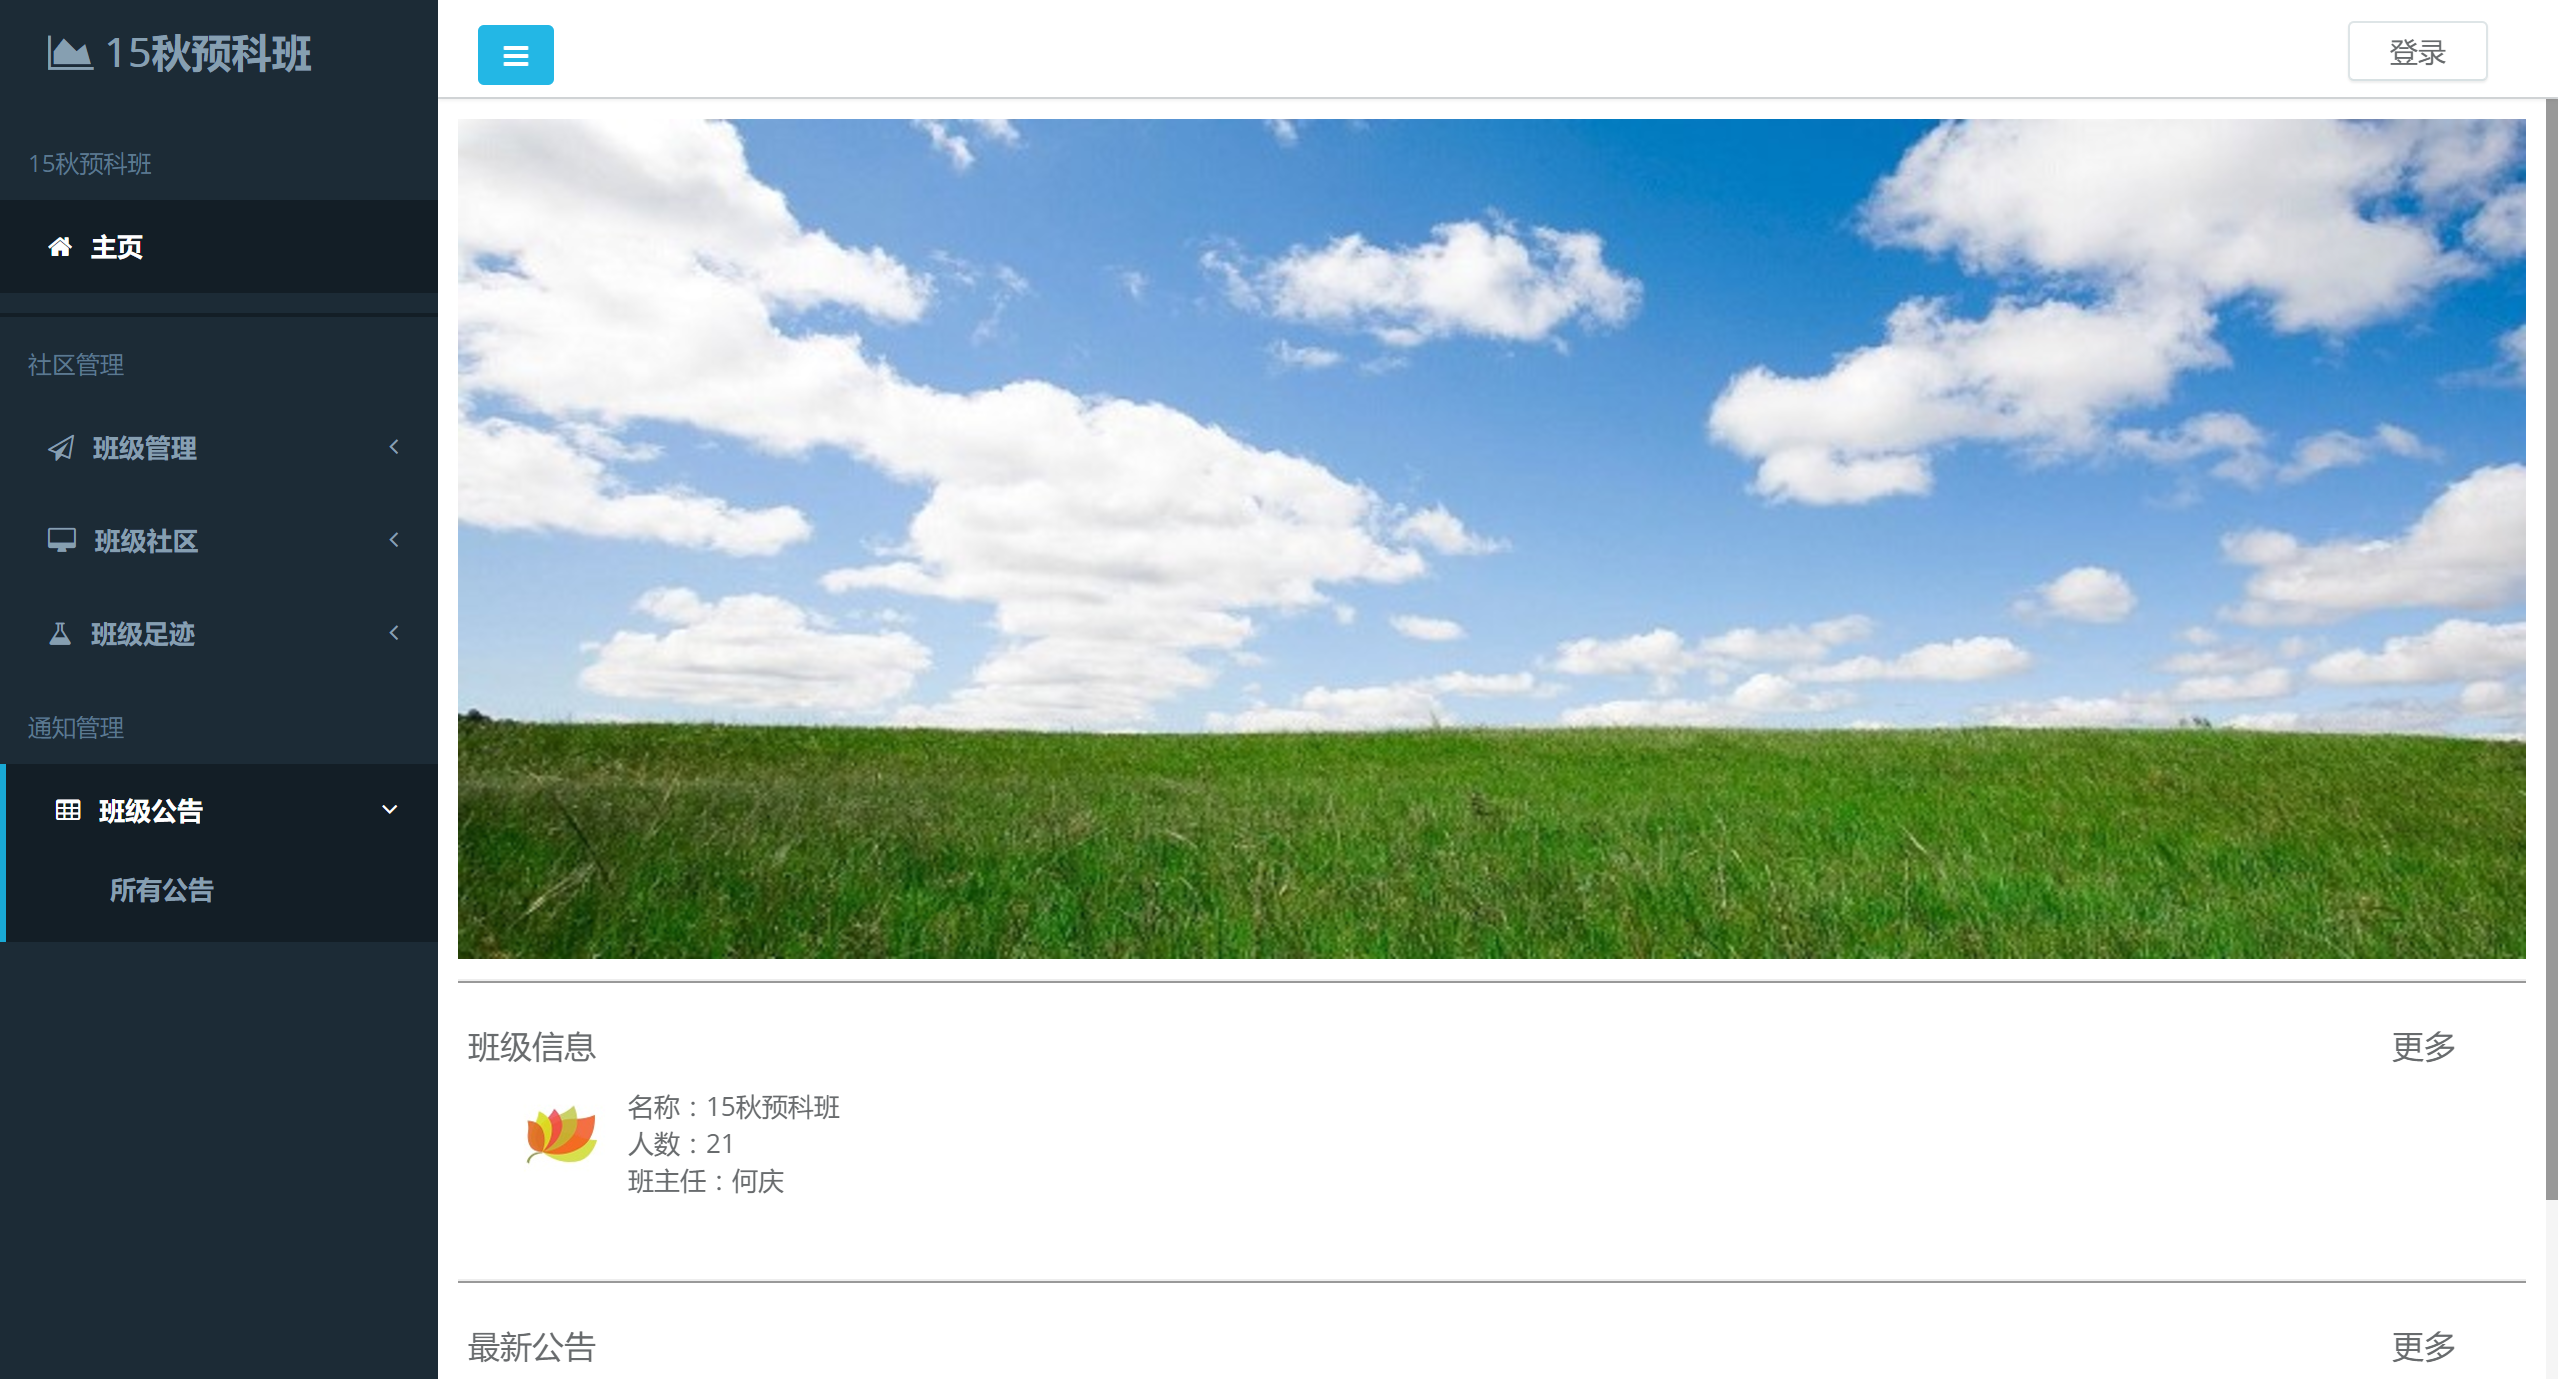 15秋预科班
15秋预科班
主页
社区管理
班级管理
班级社区
班级足迹
通知管理
班级公告
所有公告
登录
班级信息
更多
名称：15秋预科班
人数：21
班主任：何庆
最新公告
更多